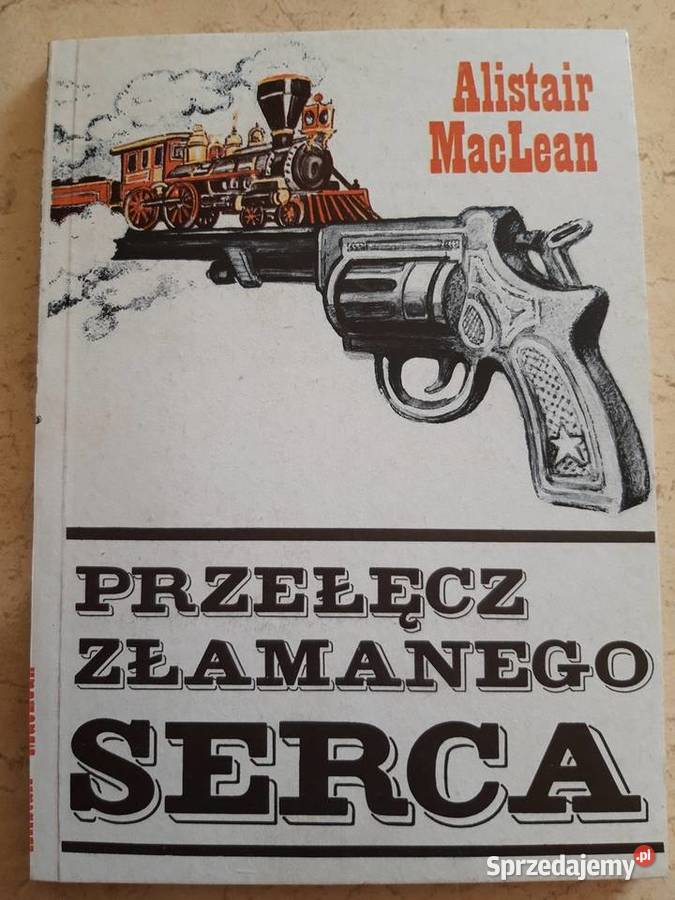 Alistair
MacLean
PRZEŁĘCZ
ZŁAMANEGO
SERCA
Sprzedajemy.pl